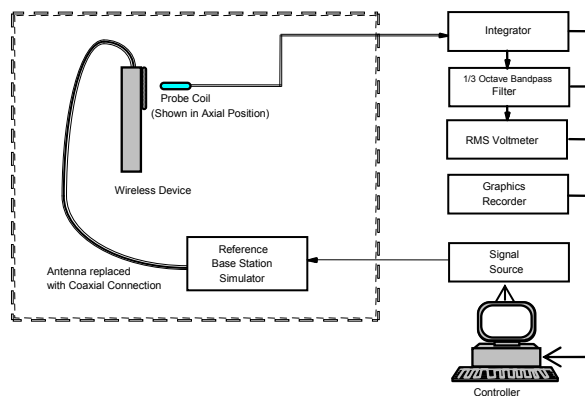 Integrator
1/3 Octave Bandpass
Filter
RMS Voltmeter
Graphics
Recorder
Signal
Source
Controller
Probe Coil
(Shown in Axial Position)
Wireless Device
Reference
Base Station
Simulator
Antenna replaced
with Coaxial Connection